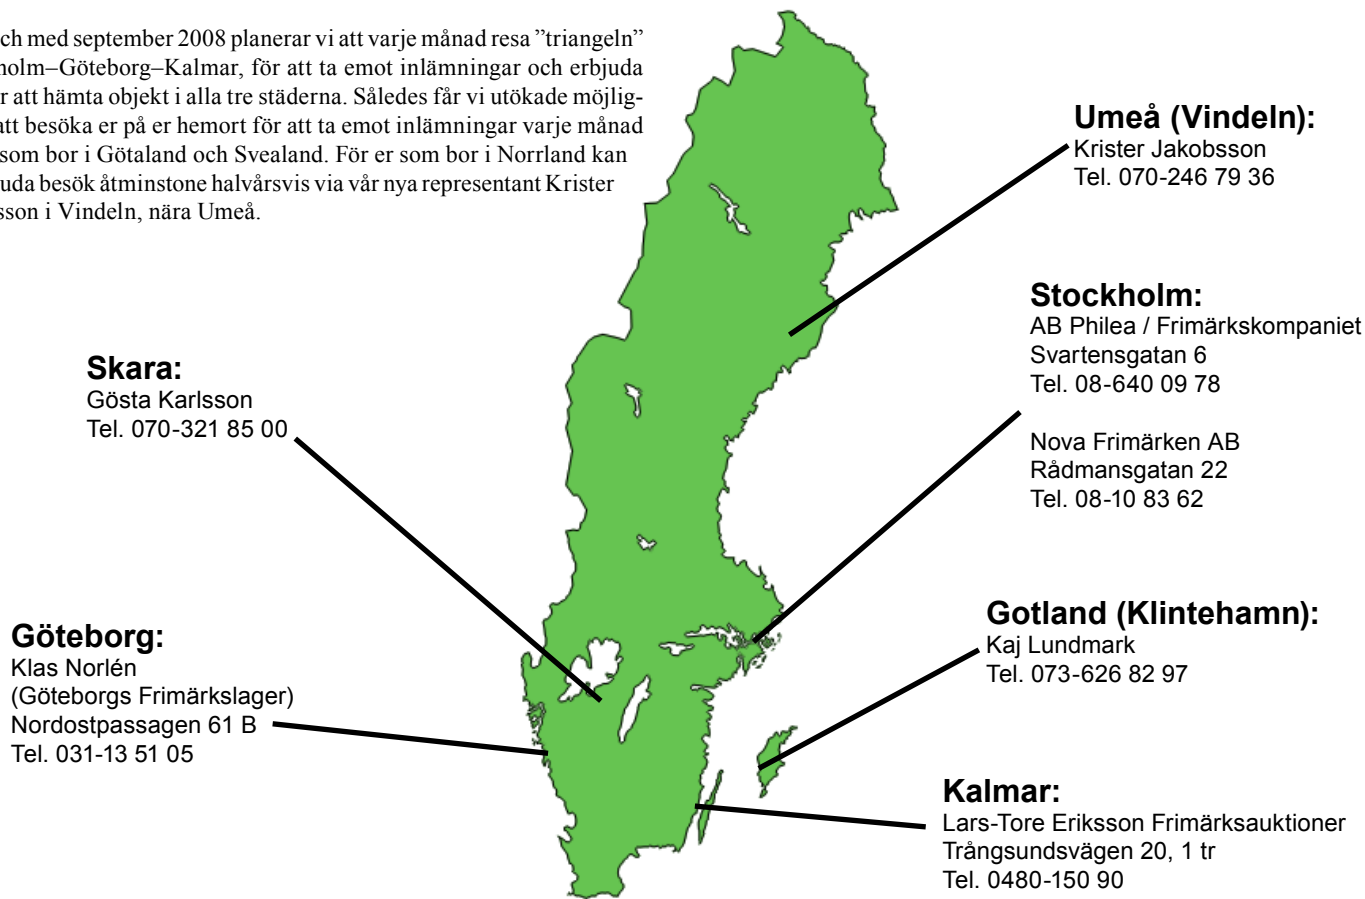 ch med september 2008 planerar vi att varje månad resa ”triangeln”
holm–Göteborg–Kalmar, för att ta emot inlämningar och erbjuda
r att hämta objekt i alla tre städerna. Således får vi utökade möjlig-
att besöka er på er hemort för att ta emot inlämningar varje månad
som bor i Götaland och Svealand. För er som bor i Norrland kan
uda besök åtminstone halvårsvis via vår nya representant Krister
sson i Vindeln, nära Umeå.
Umeå (Vindeln):
Krister Jakobsson
Tel. 070-246 79 36
Stockholm:
AB Philea / Frimärkskompaniet
Svartensgatan 6
Tel. 08-640 09 78
Nova Frimärken AB
Rådmansgatan 22
Tel. 08-10 83 62
Skara:
Gösta Karlsson
Tel. 070-321 85 00
Göteborg:
Klas Norlén
(Göteborgs Frimärkslager)
Nordostpassagen 61 B
Tel. 031-13 51 05
Gotland (Klintehamn):
Kaj Lundmark
Tel. 073-626 82 97
Kalmar:
Lars-Tore Eriksson Frimärksauktioner
Trångsundsvägen 20, 1 tr
Tel. 0480-150 90